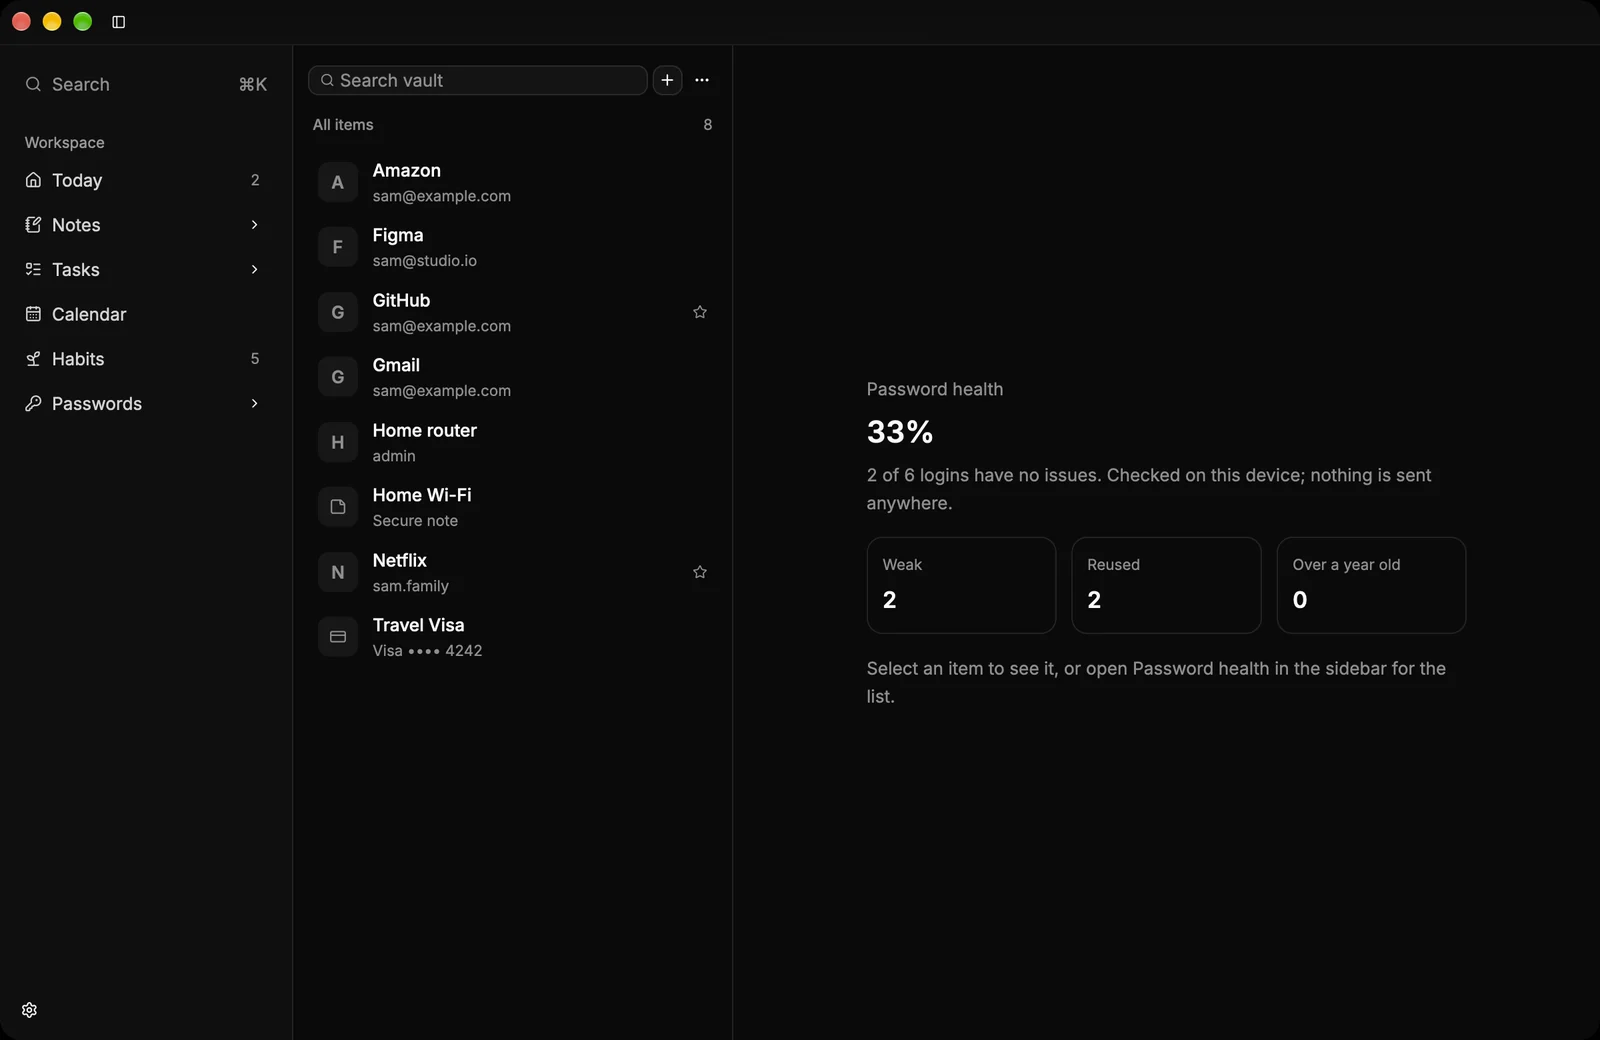 Search ⌘K
Workspace
Today 2
Notes
Tasks
Calendar
Habits 5
Passwords
Search vault
All items 8
A
Amazon
sam@example.com
F
Figma
sam@studio.io
G
GitHub
sam@example.com
G
Gmail
sam@example.com
H
Home router
admin
Home Wi-Fi
Secure note
N
Netflix
sam.family
Travel Visa
Visa •••• 4242
Password health
33%
2 of 6 logins have no issues. Checked on this device; nothing is sent
anywhere.
Weak
2
Reused
2
Over a year old
0
Select an item to see it, or open Password health in the sidebar for the
list.